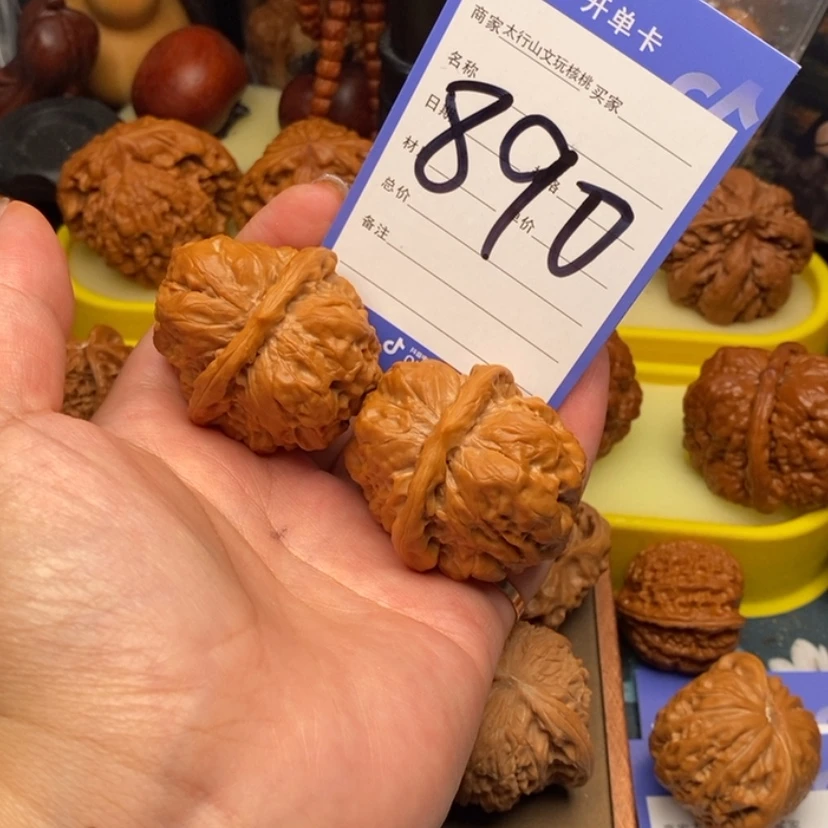 开单卡
商家太行山文玩核桃 买家
名称
890
总价
备注